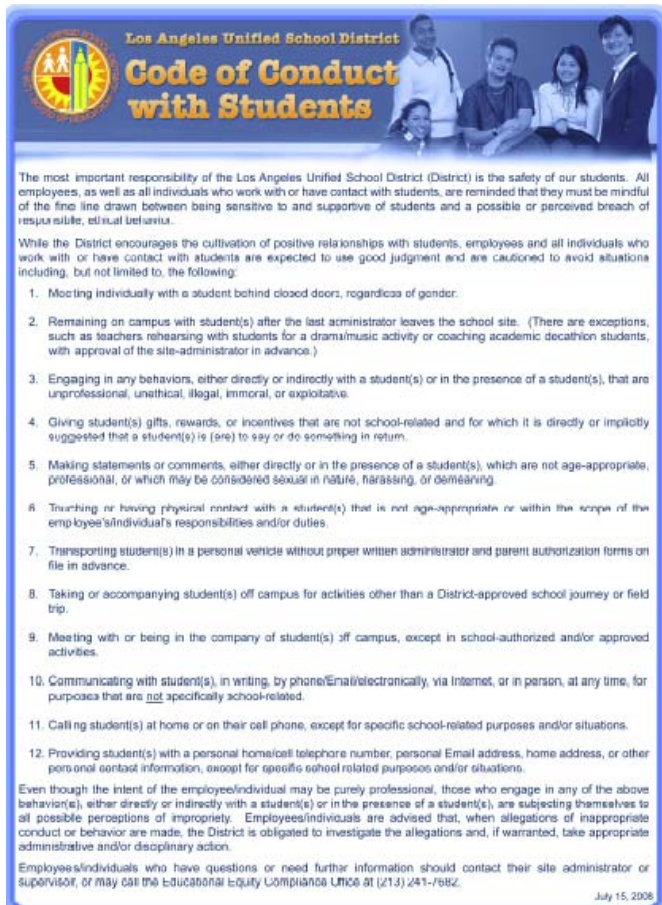 Los Angeles Unified School District
Code of Conduct
with Students
The most important responsibility of the Los Angeles Unified School District (District) is the safety of our students. All
employees, as well as all individuals who work with or have contact with students, are reminded that they must be mindful
of the fine line drawn between being sensitive to and supportive of students and a possible or perceived breach of
responsible, ethical behavior.
While the District encourages the cultivation of positive relationships with students, employees and all individuals who
work with or have contact with students are expected to use good judgment and are cautioned to avoid situations
including, but not limited to, the following:
1. Meeting individually with a student behind closed doors, regardless of gender.
2. Remaining on campus with student(s) after the last administrator leaves the school site. (There are exceptions,
such as teachers rehearsing with students for a drama/music activity or coaching academic decathlon students,
with approval of the site-administrator in advance.)
3. Engaging in any behaviors, either directly or indirectly with a student(s) or in the presence of a student(s), that are
unprofessional, unethical, illegal, immoral, or exploitative.
4. Giving student(s) gifts, rewards, or incentives that are not school-related and for which it is directly or implicitly
suggested that a student(s) is (are) to say or do something in return.
5. Making statements or comments, either directly or in the presence of a student(s), which are not age-appropriate,
professional, or which may be considered sexual in nature, harassing, or demeaning.
6. Touching or having physical contact with a student(s) that is not age-appropriate or within the scope of the
employee's/individual's responsibilities and/or duties.
7. Transporting student(s) in a personal vehicle without proper written administrator and parent authorization forms on
file in advance.
8. Taking or accompanying student(s) off campus for activities other than a District-approved school journey or field
trip.
9. Meeting with or being in the company of student(s) off campus, except in school-authorized and/or approved
activities.
10. Communicating with student(s), in writing, by phone/Email/electronically, via Internet, or in person, at any time, for
purposes that are not specifically school-related.
11. Calling student(s) at home or on their cell phone, except for specific school-related purposes and/or situations.
12. Providing student(s) with a personal home/cell telephone number, personal Email address, home address, or other
personal contact information, except for specific school related purposes and/or situations.
Even though the intent of the employee/individual may be purely professional, those who engage in any of the above
behavior(s), either directly or indirectly with a student(s) or in the presence of a student(s), are subjecting themselves to
all possible perceptions of impropriety. Employees/individuals are advised that, when allegations of inappropriate
conduct or behavior are made, the District is obligated to investigate the allegations and, if warranted, take appropriate
administrative and/or disciplinary action.
Employees/individuals who have questions or need further information should contact their site administrator or
supervisor, or may call the Educational Equity Compliance Office at (213) 241-7682.
July 15, 2008